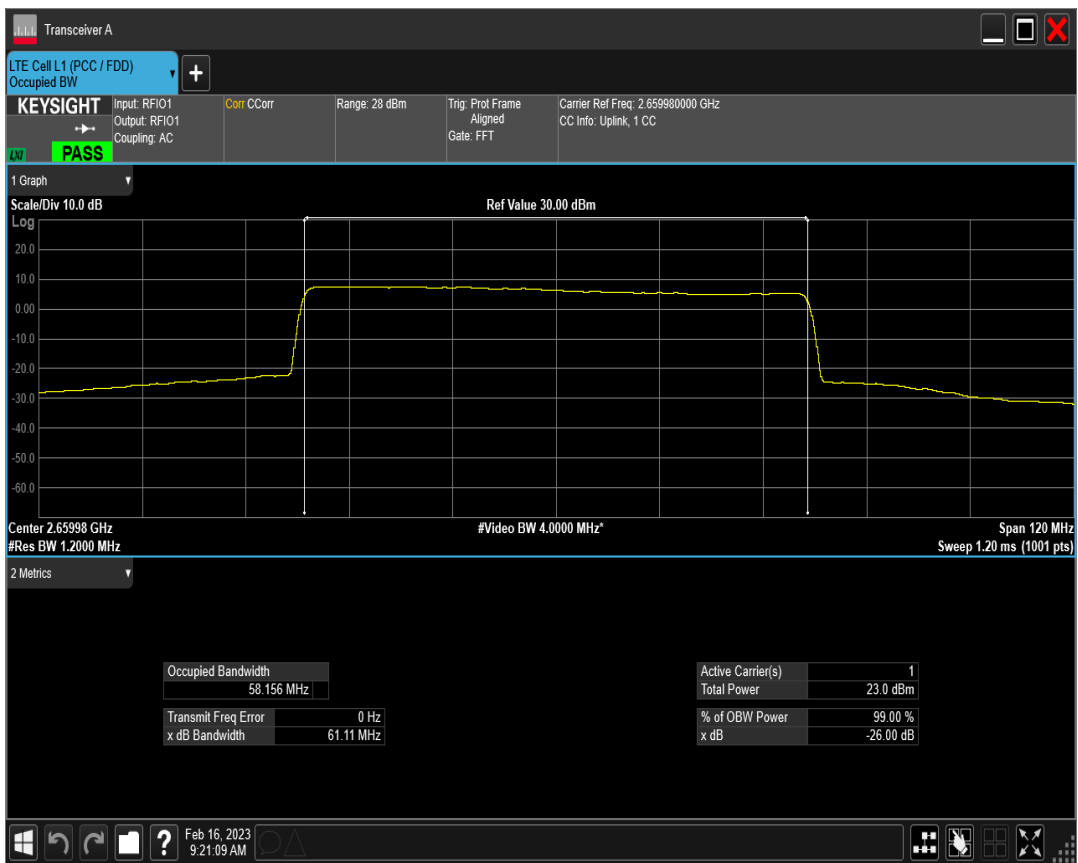 Transceiver A
LTE Cell L1 (PCC / FDD)
Occupied BW
+
KEYSIGHT
LXI
PASS
Input: RFIO1
Output: RFIO1
Coupling: AC
Corr CCorr
Range: 28 dBm
Trig: Prot Frame
Aligned
Gate: FFT
Carrier Ref Freq: 2.659980000 GHz
CC Info: Uplink, 1 CC
1 Graph
Scale/Div 10.0 dB
Ref Value 30.00 dBm
Log
20.0
10.0
0.00
-10.0
-20.0
-30.0
-40.0
-50.0
-60.0
Center 2.65998 GHz
#Video BW 4.0000 MHz*
Span 120 MHz
#Res BW 1.2000 MHz
Sweep 1.20 ms (1001 pts)
2 Metrics
Occupied Bandwidth
58.156 MHz
Transmit Freq Error 0 Hz
x dB Bandwidth 61.11 MHz
Active Carrier(s) 1
Total Power 23.0 dBm
% of OBW Power 99.00 %
x dB -26.00 dB
?
Feb 16, 2023
9:21:09 AM